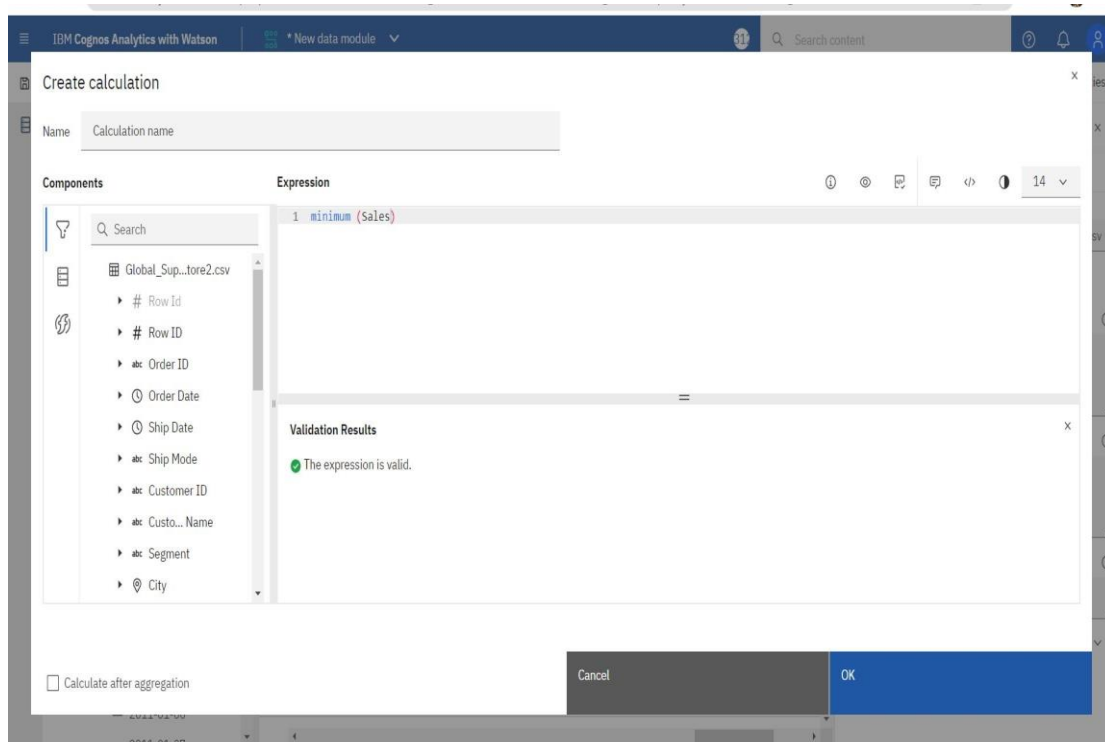 IBM Cognos Analytics with Watson
* New data module
Search content
Create calculation
x
ies
Name
Calculation name
x
Components
Expression
14
Search
1 minimum (Sales)
sv
Global_Sup...tore2.csv
# Row Id
# Row ID
abc Order ID
Order Date
Ship Date
Validation Results
x
abc Ship Mode
The expression is valid.
abc Customer ID
abc Custo... Name
abc Segment
City
Calculate after aggregation
Cancel
OK